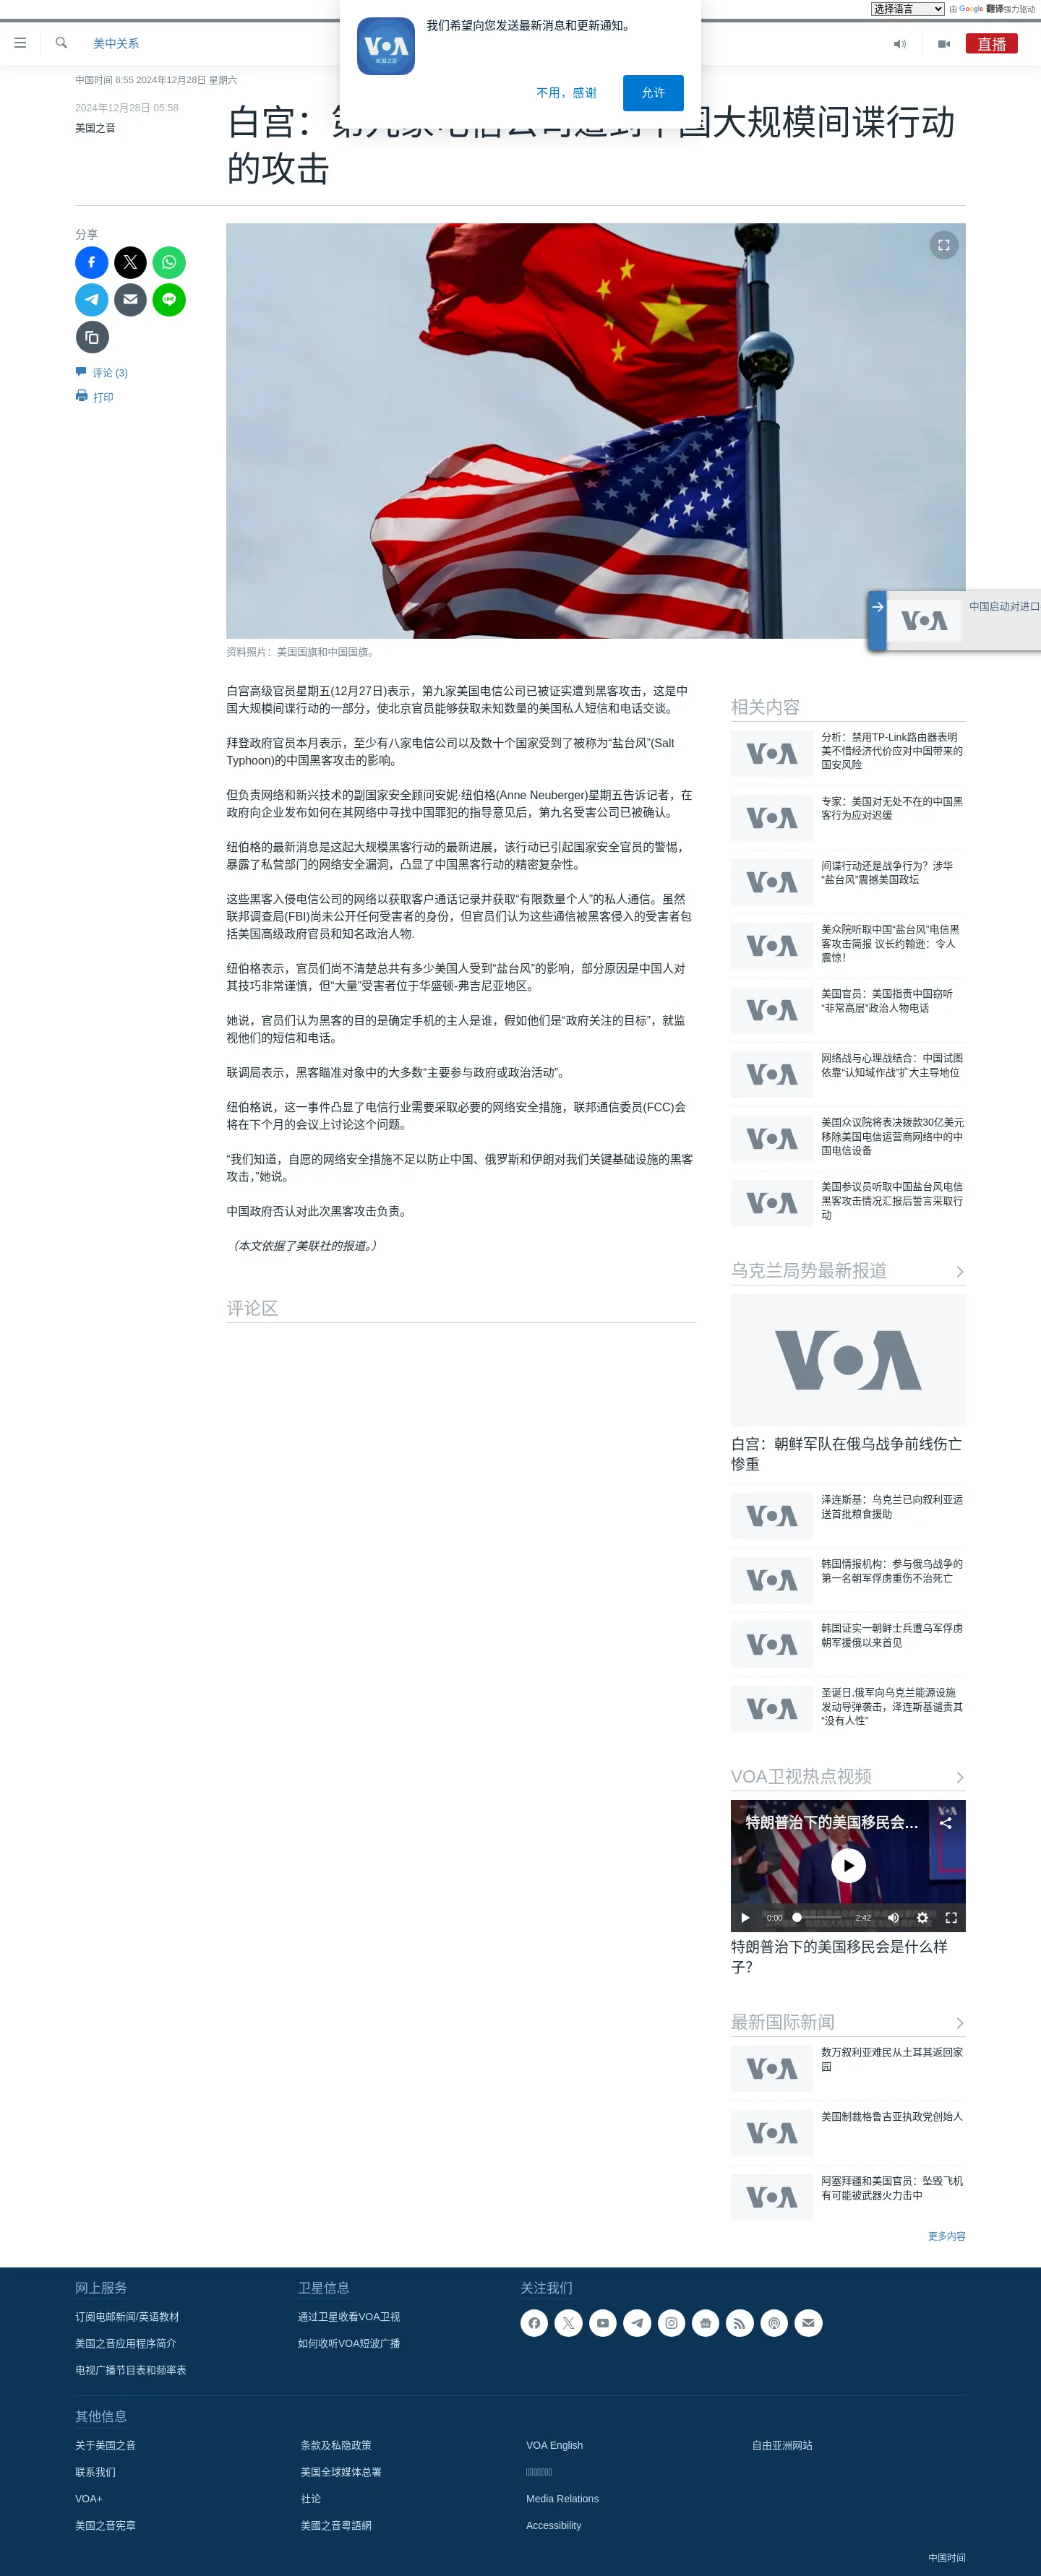 选择语言 由 Google 翻译强力驱动
美中关系
直播
VOA
美国之音
我们希望向您发送最新消息和更新通知。
不用，感谢
允许
中国时间 8:55 2024年12月28日 星期六
2024年12月28日 05:58
美国之音
白宫：第九家电信公司遭到中国大规模间谍行动
的攻击
分享
评论 (3)
打印
中国启动对进口
资料照片：美国国旗和中国国旗。
白宫高级官员星期五(12月27日)表示，第九家美国电信公司已被证实遭到黑客攻击，这是中
国大规模间谍行动的一部分，使北京官员能够获取未知数量的美国私人短信和电话交谈。
拜登政府官员本月表示，至少有八家电信公司以及数十个国家受到了被称为“盐台风”(Salt
Typhoon)的中国黑客攻击的影响。
但负责网络和新兴技术的副国家安全顾问安妮·纽伯格(Anne Neuberger)星期五告诉记者，在
政府向企业发布如何在其网络中寻找中国罪犯的指导意见后，第九名受害公司已被确认。
纽伯格的最新消息是这起大规模黑客行动的最新进展，该行动已引起国家安全官员的警惕，
暴露了私营部门的网络安全漏洞，凸显了中国黑客行动的精密复杂性。
这些黑客入侵电信公司的网络以获取客户通话记录并获取“有限数量个人”的私人通信。虽然
联邦调查局(FBI)尚未公开任何受害者的身份，但官员们认为这些通信被黑客侵入的受害者包
括美国高级政府官员和知名政治人物.
纽伯格表示，官员们尚不清楚总共有多少美国人受到“盐台风”的影响，部分原因是中国人对
其技巧非常谨慎，但“大量”受害者位于华盛顿-弗吉尼亚地区。
她说，官员们认为黑客的目的是确定手机的主人是谁，假如他们是“政府关注的目标”，就监
视他们的短信和电话。
联调局表示，黑客瞄准对象中的大多数“主要参与政府或政治活动”。
纽伯格说，这一事件凸显了电信行业需要采取必要的网络安全措施，联邦通信委员(FCC)会
将在下个月的会议上讨论这个问题。
“我们知道，自愿的网络安全措施不足以防止中国、俄罗斯和伊朗对我们关键基础设施的黑客
攻击，”她说。
中国政府否认对此次黑客攻击负责。
（本文依据了美联社的报道。）
评论区
相关内容
分析：禁用TP-Link路由器表明
美不惜经济代价应对中国带来的
国安风险
专家：美国对无处不在的中国黑
客行为应对迟缓
间谍行动还是战争行为？涉华
“盐台风”震撼美国政坛
美众院听取中国“盐台风”电信黑
客攻击简报 议长约翰逊：令人
震惊！
美国官员：美国指责中国窃听
“非常高层”政治人物电话
网络战与心理战结合：中国试图
依靠“认知域作战”扩大主导地位
美国众议院将表决拨款30亿美元
移除美国电信运营商网络中的中
国电信设备
美国参议员听取中国盐台风电信
黑客攻击情况汇报后誓言采取行
动
乌克兰局势最新报道
VOA
白宫：朝鲜军队在俄乌战争前线伤亡
惨重
泽连斯基：乌克兰已向叙利亚运
送首批粮食援助
韩国情报机构：参与俄乌战争的
第一名朝军俘虏重伤不治死亡
韩国证实一朝鲜士兵遭乌军俘虏
朝军援俄以来首见
圣诞日,俄军向乌克兰能源设施
发动导弹袭击，泽连斯基谴责其
“没有人性”
VOA卫视热点视频
特朗普治下的美国移民会...
0:00
2:42
特朗普治下的美国移民会是什么样
子？
最新国际新闻
数万叙利亚难民从土耳其返回家
园
美国制裁格鲁吉亚执政党创始人
阿塞拜疆和美国官员：坠毁飞机
有可能被武器火力击中
更多内容
网上服务
订阅电邮新闻/英语教材
美国之音应用程序简介
电视广播节目表和频率表
卫星信息
通过卫星收看VOA卫视
如何收听VOA短波广播
关注我们
其他信息
关于美国之音
联系我们
VOA+
美国之音宪章
条款及私隐政策
美国全球媒体总署
社论
美國之音粵語網
VOA English
Media Relations
Accessibility
自由亚洲网站
中国时间